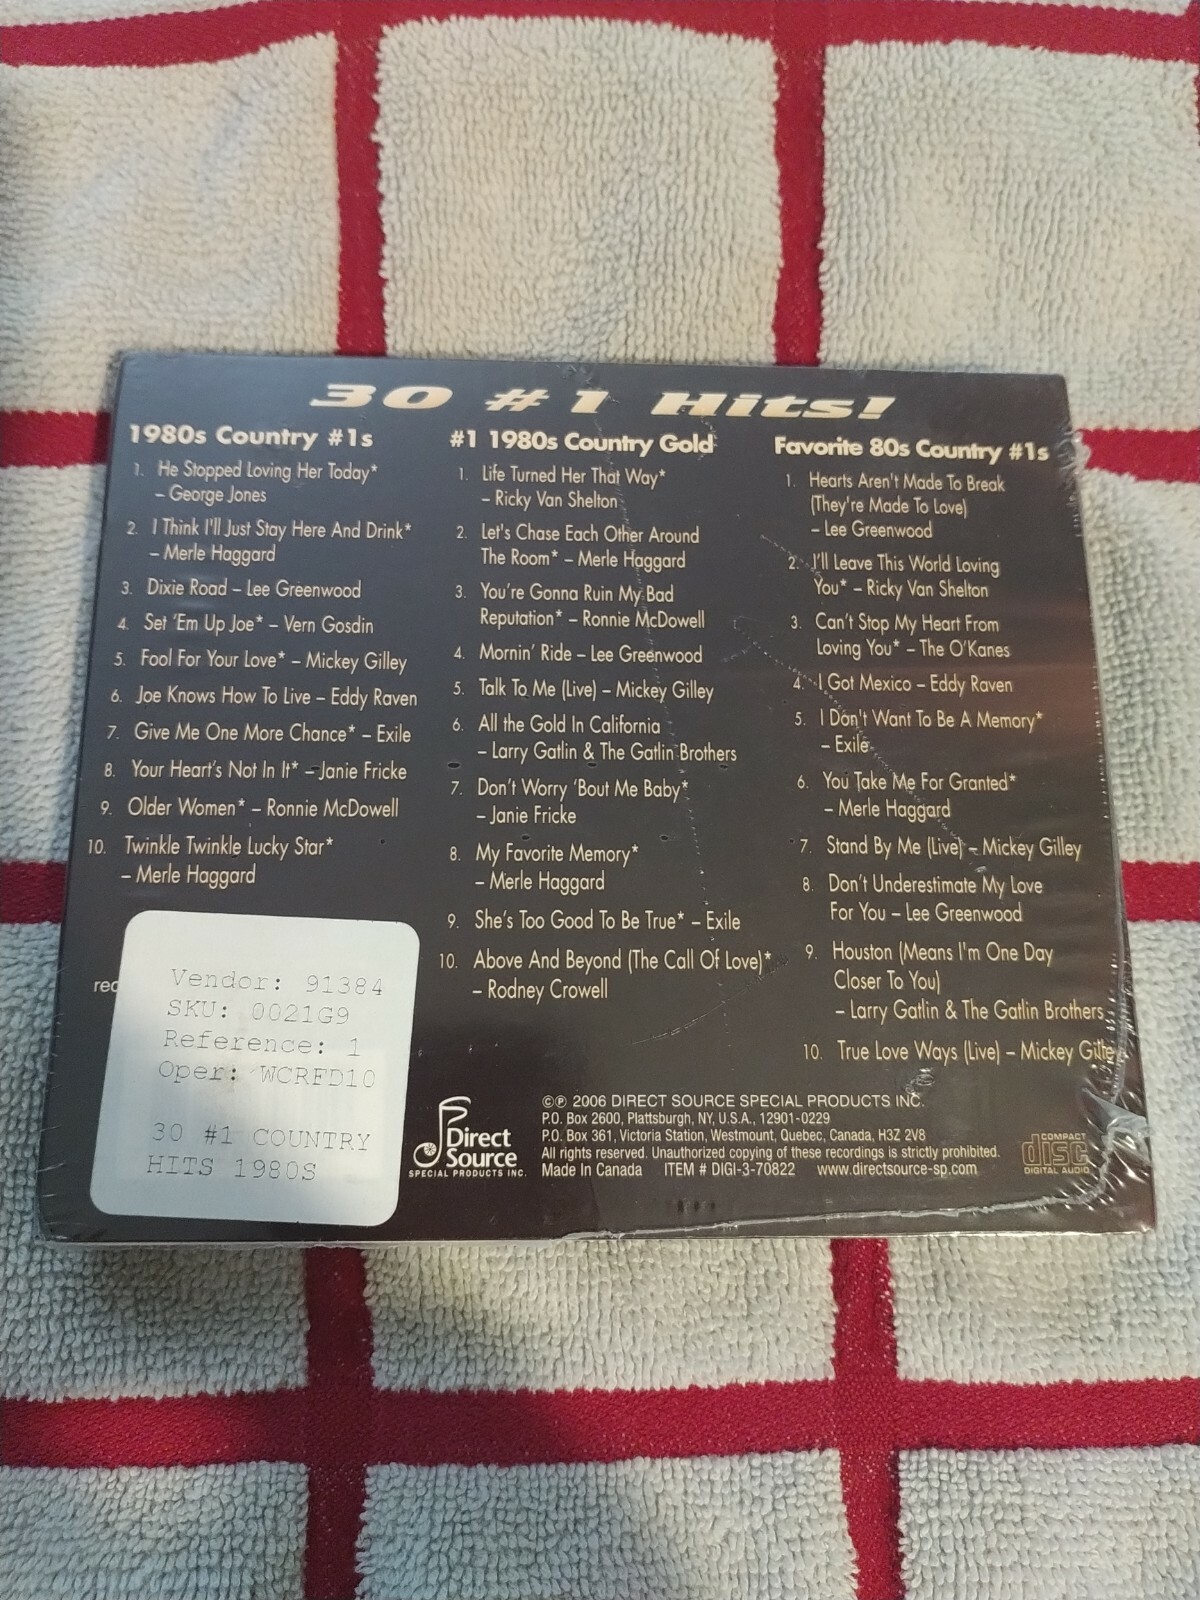 30 #1 Hits!
1980s Country #1s
1. He Stopped Loving Her Today*
– George Jones
2. I Think I'll Just Stay Here And Drink*
– Merle Haggard
3. Dixie Road – Lee Greenwood
4. Set 'Em Up Joe* – Vern Gosdin
5. Fool For Your Love* – Mickey Gilley
6. Joe Knows How To Live – Eddy Raven
7. Give Me One More Chance* – Exile
8. Your Heart's Not In It* – Janie Fricke
9. Older Women* – Ronnie McDowell
10. Twinkle Twinkle Lucky Star*
– Merle Haggard
#1 1980s Country Gold
1. Life Turned Her That Way*
– Ricky Van Shelton
2. Let's Chase Each Other Around
The Room* – Merle Haggard
3. You're Gonna Ruin My Bad
Reputation* – Ronnie McDowell
4. Mornin' Ride – Lee Greenwood
5. Talk To Me (Live) – Mickey Gilley
6. All the Gold In California
– Larry Gatlin & The Gatlin Brothers
7. Don't Worry 'Bout Me Baby*
– Janie Fricke
8. My Favorite Memory*
– Merle Haggard
9. She's Too Good To Be True* – Exile
10. Above And Beyond (The Call Of Love)*
– Rodney Crowell
Favorite 80s Country #1s
1. Hearts Aren't Made To Break
(They're Made To Love)
– Lee Greenwood
2. I'll Leave This World Loving
You* – Ricky Van Shelton
3. Can't Stop My Heart From
Loving You* – The O'Kanes
4. I Got Mexico – Eddy Raven
5. I Don't Want To Be A Memory*
– Exile
6. You Take Me For Granted*
– Merle Haggard
7. Stand By Me (Live) – Mickey Gilley
8. Don't Underestimate My Love
For You – Lee Greenwood
9. Houston (Means I'm One Day
Closer To You)
– Larry Gatlin & The Gatlin Brothers
10. True Love Ways (Live) – Mickey
Vendor: 91384
SKU: 0021G9
Reference: 1
Oper: WCRFD10
30 #1 COUNTRY
HITS 1980S
Direct
Source
SPECIAL PRODUCTS INC.
©℗ 2006 DIRECT SOURCE SPECIAL PRODUCTS INC.
P.O. Box 2600, Plattsburgh, NY, U.S.A., 12901-0229
P.O. Box 361, Victoria Station, Westmount, Quebec, Canada, H3Z 2V8
All rights reserved. Unauthorized copying of these recordings is strictly prohibited.
Made In Canada ITEM # DIGI-3-70822 www.directsource-sp.com
COMPACT
disc
DIGITAL AUDIO